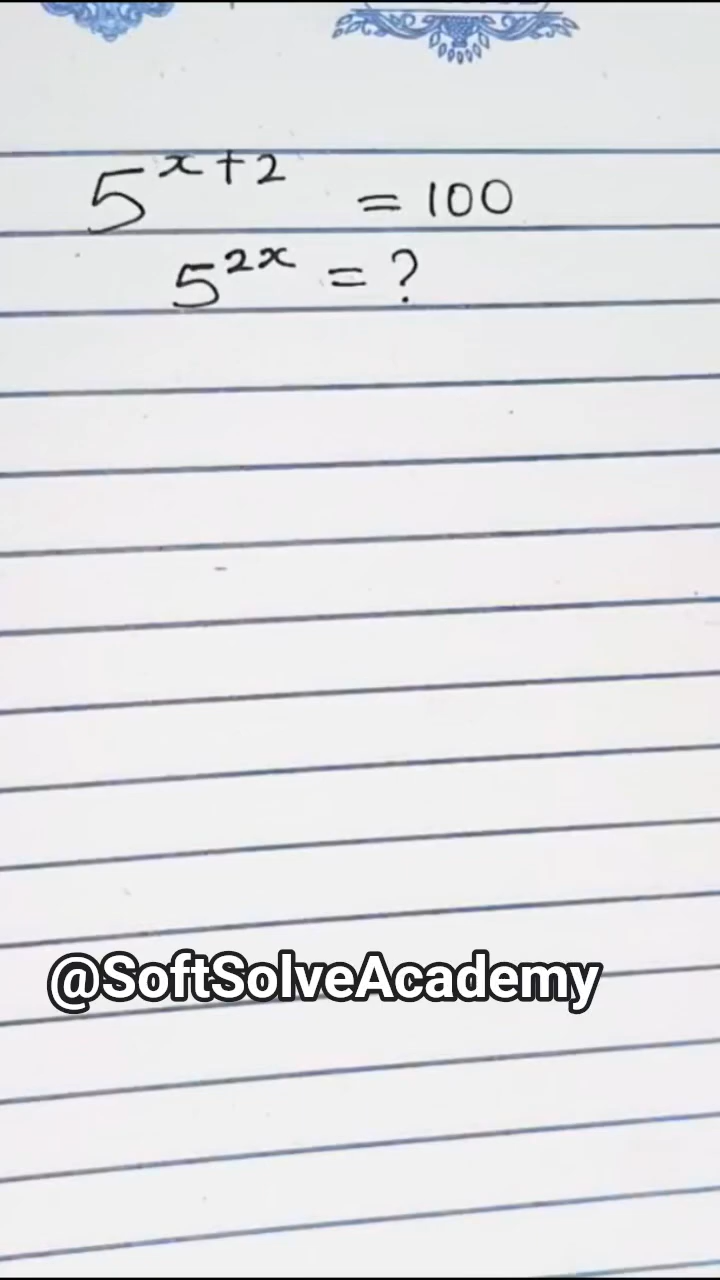 5^{x+2} = 100
5^{2x} = ?
@SoftSolveAcademy